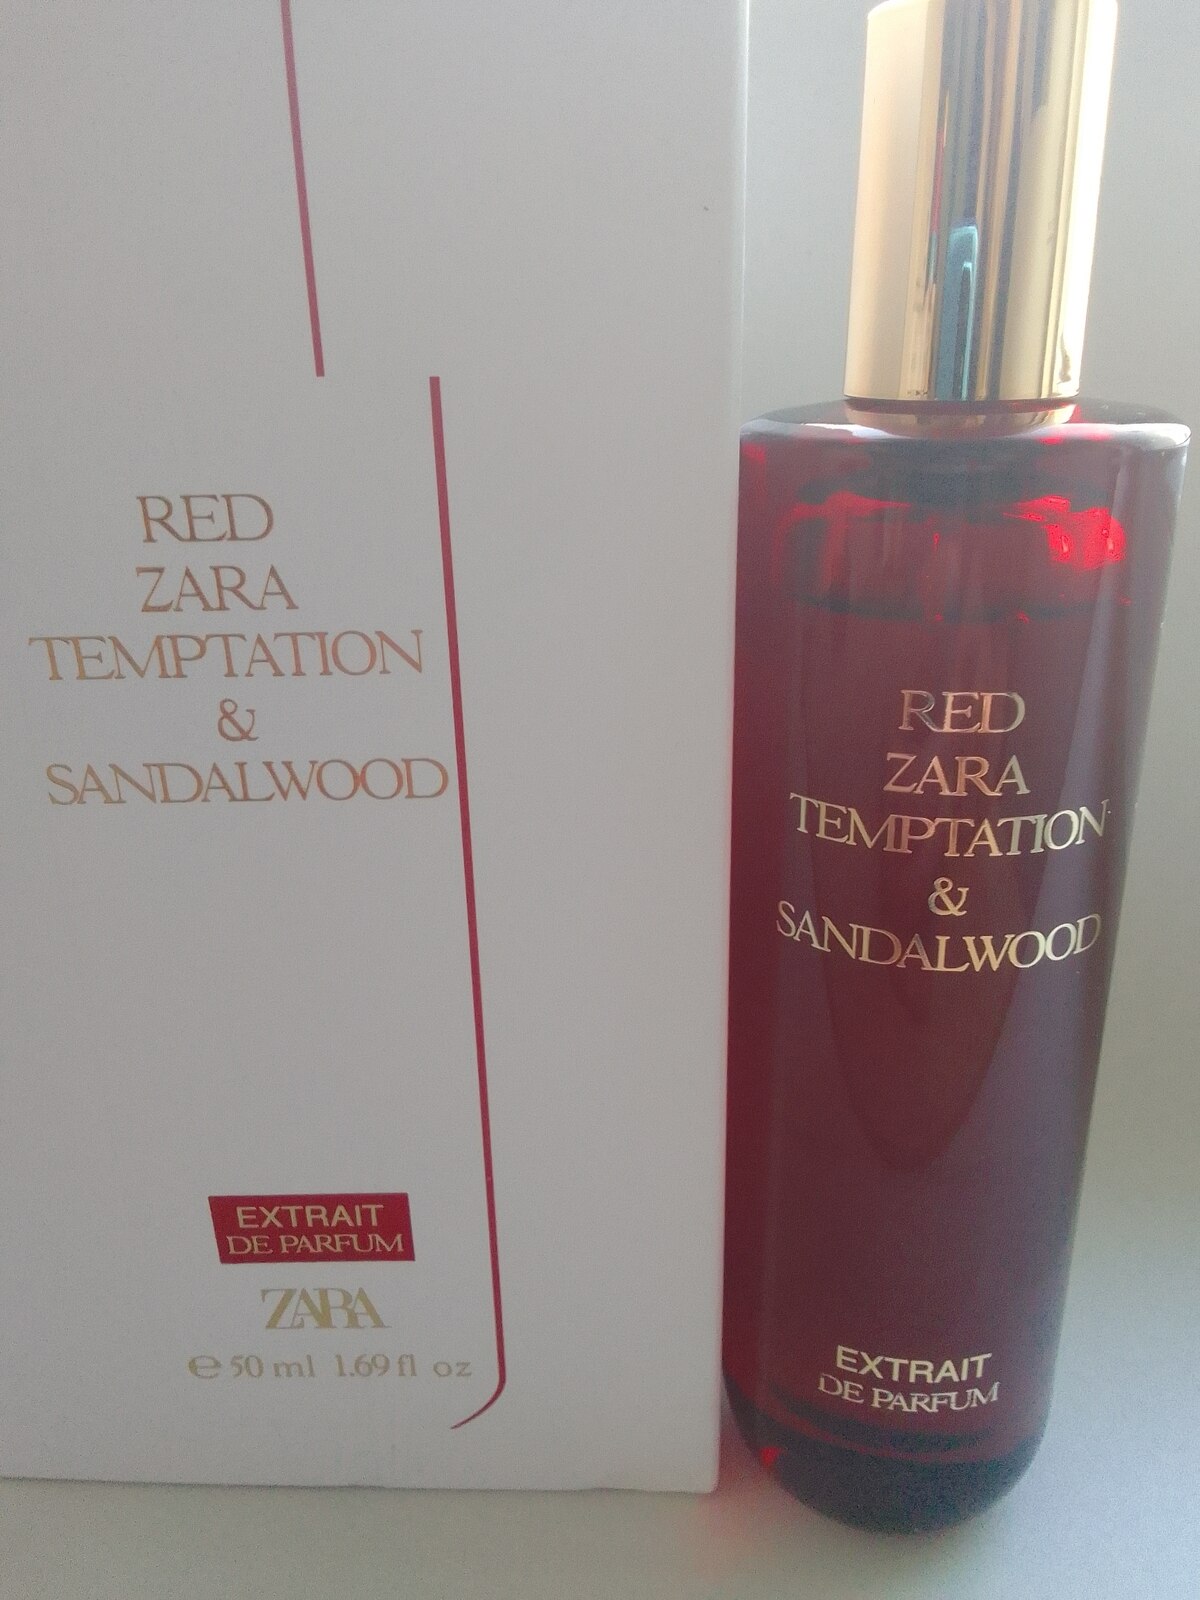 RED
ZARA
TEMPTATION
&
SANDALWOOD
EXTRAIT
DE PARFUM
ZARA
℮ 50 ml 1.69 fl oz
RED
ZARA
TEMPTATION
&
SANDALWOOD
EXTRAIT
DE PARFUM